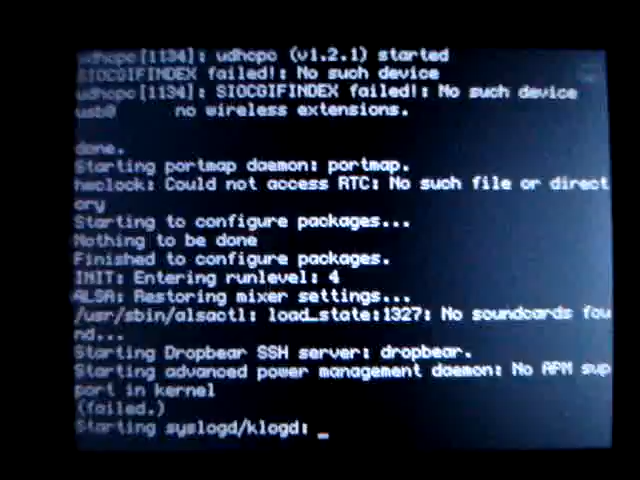 udhcpc[1134]: udhcpc (v1.2.1) started
SIOCGIFINDEX failed!: No such device
udhcpc[1134]: SIOCGIFINDEX failed!: No such device
usb0      no wireless extensions.
done.
Starting portmap daemon: portmap.
hwclock: Could not access RTC: No such file or direct
ory
Starting to configure packages...
Nothing to be done
Finished to configure packages.
INIT: Entering runlevel: 4
ALSA: Restoring mixer settings...
/usr/sbin/alsactl: load_state:1327: No soundcards fou
nd...
Starting Dropbear SSH server: dropbear.
Starting advanced power management daemon: No APM sup
port in kernel
(failed.)
Starting syslogd/klogd: _